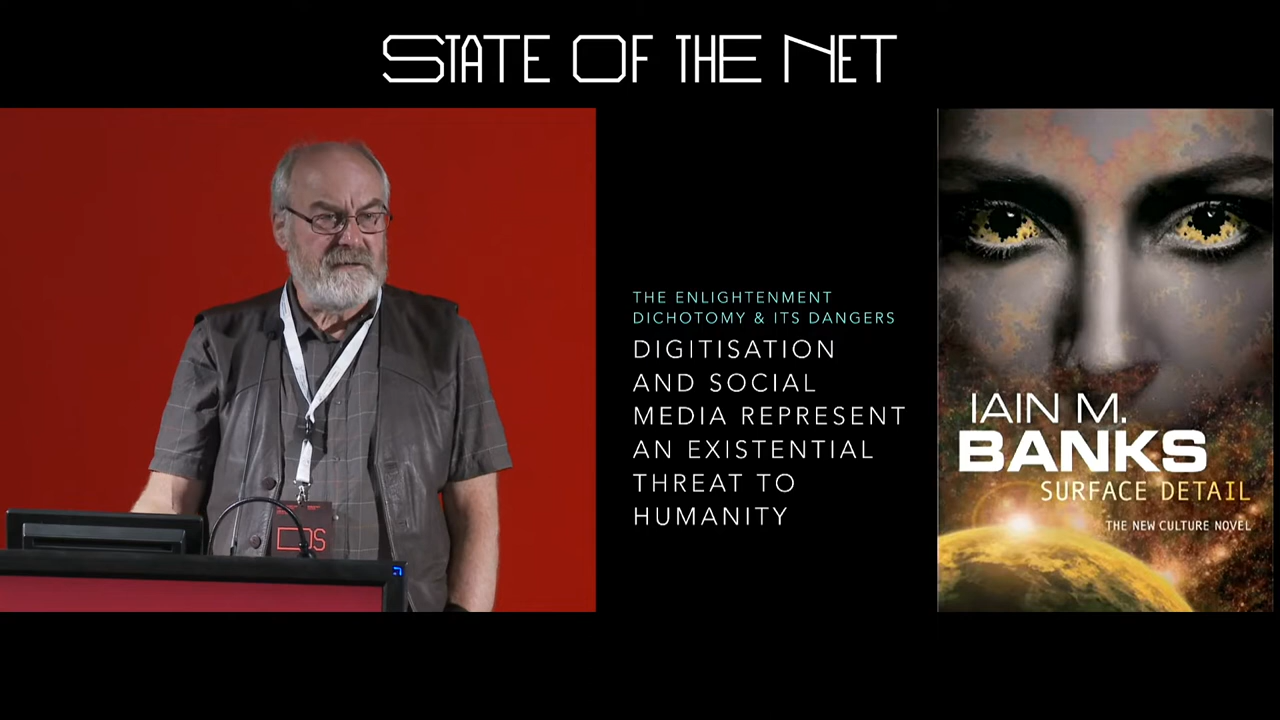 STATE OF THE NET
THE ENLIGHTENMENT
DICHOTOMY & ITS DANGERS
DIGITISATION
AND SOCIAL
MEDIA REPRESENT
AN EXISTENTIAL
THREAT TO
HUMANITY
IAIN M.
BANKS
SURFACE DETAIL
THE NEW CULTURE NOVEL